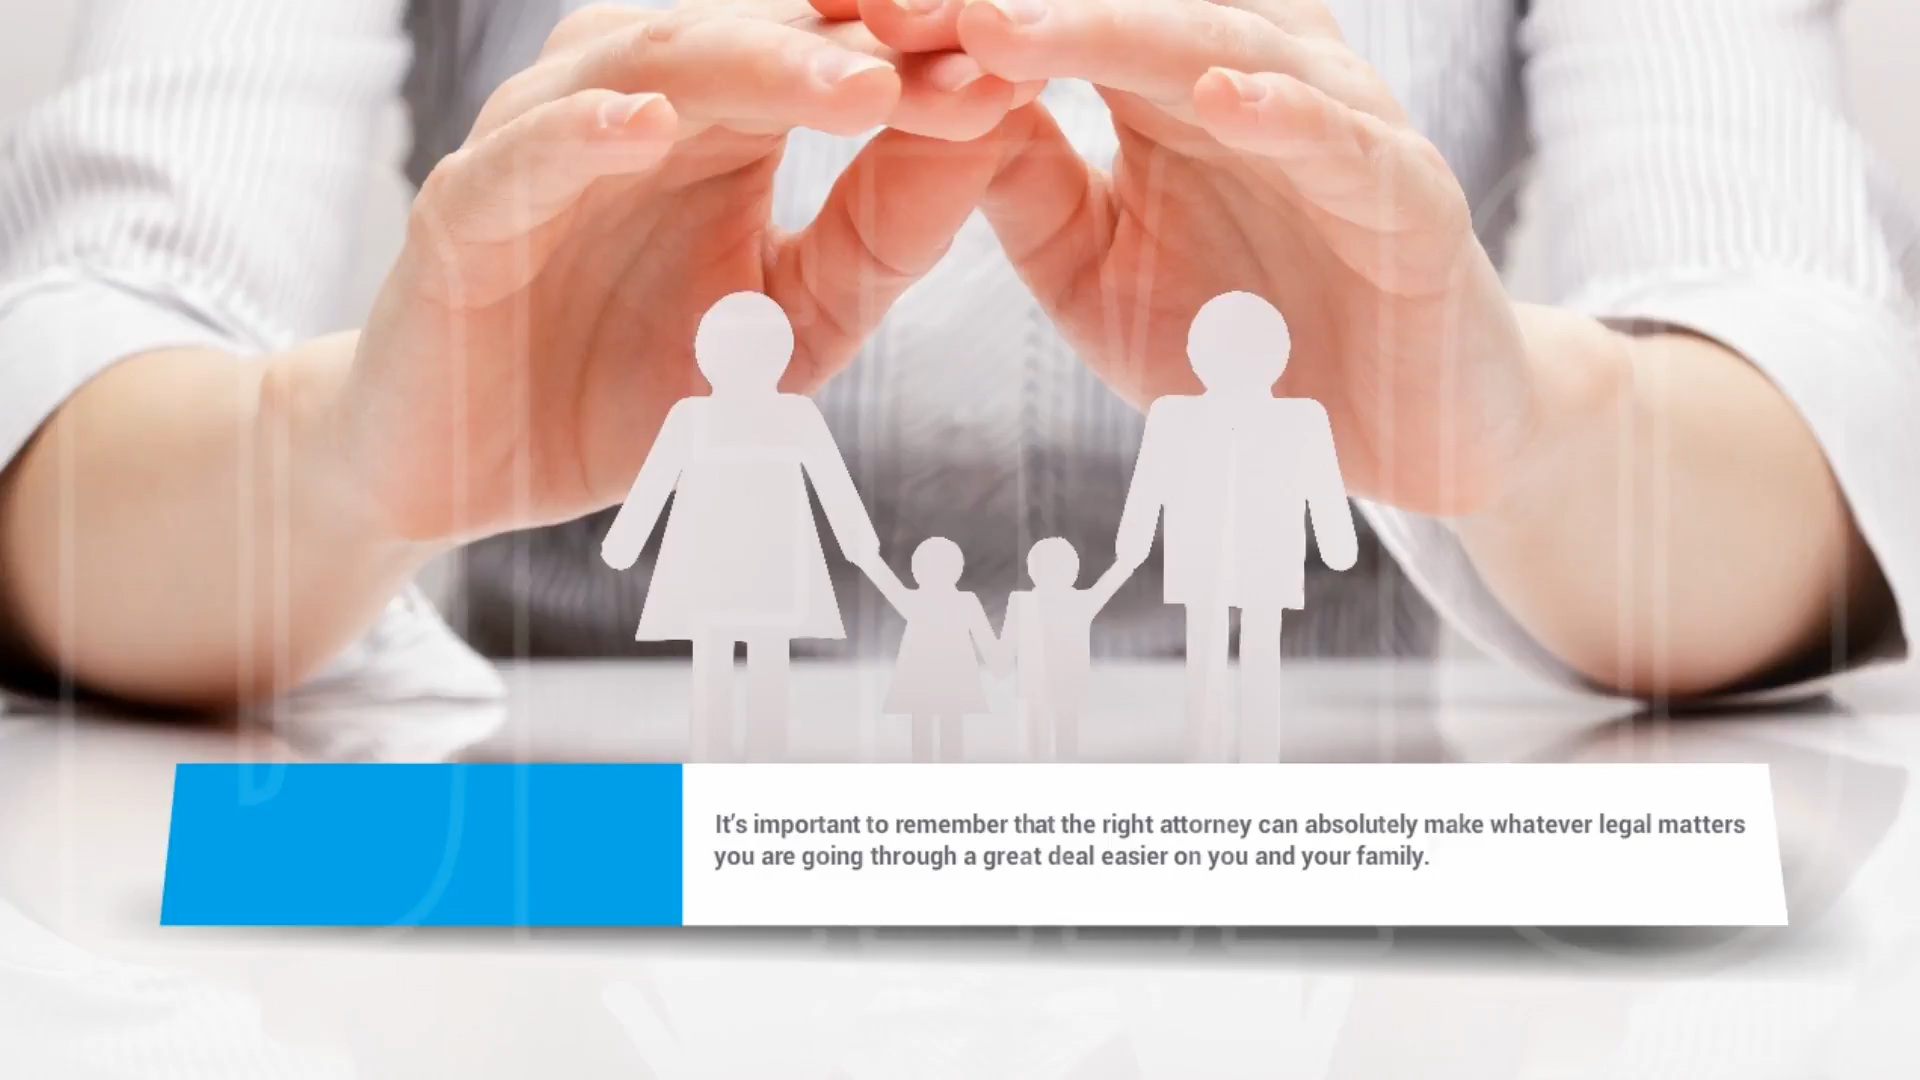 It's important to remember that the right attorney can absolutely make whatever legal matters
you are going through a great deal easier on you and your family.